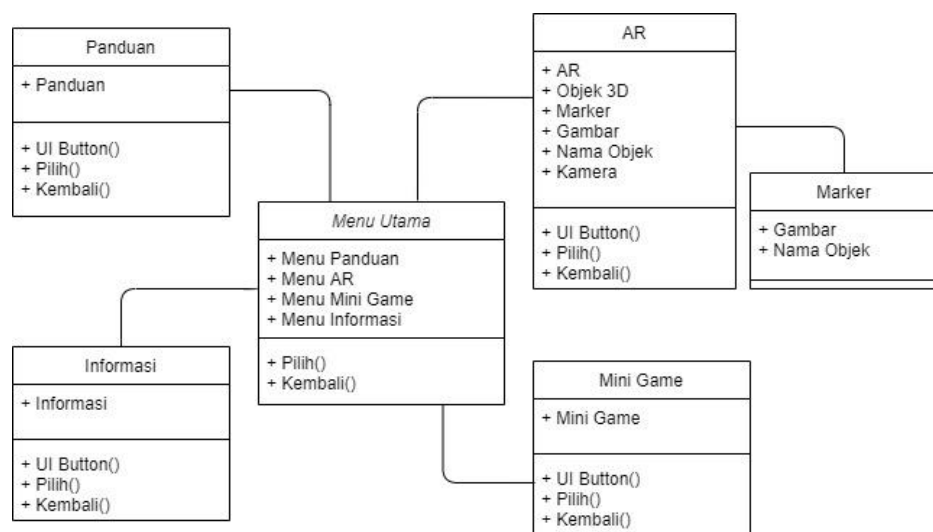 Panduan
+ Panduan
+ UI Button()
+ Pilih()
+ Kembali()
AR
+ AR
+ Objek 3D
+ Marker
+ Gambar
+ Nama Objek
+ Kamera
+ UI Button()
+ Pilih()
+ Kembali()
Marker
+ Gambar
+ Nama Objek
Menu Utama
+ Menu Panduan
+ Menu AR
+ Menu Mini Game
+ Menu Informasi
+ Pilih()
+ Kembali()
Informasi
+ Informasi
+ UI Button()
+ Pilih()
+ Kembali()
Mini Game
+ Mini Game
+ UI Button()
+ Pilih()
+ Kembali()